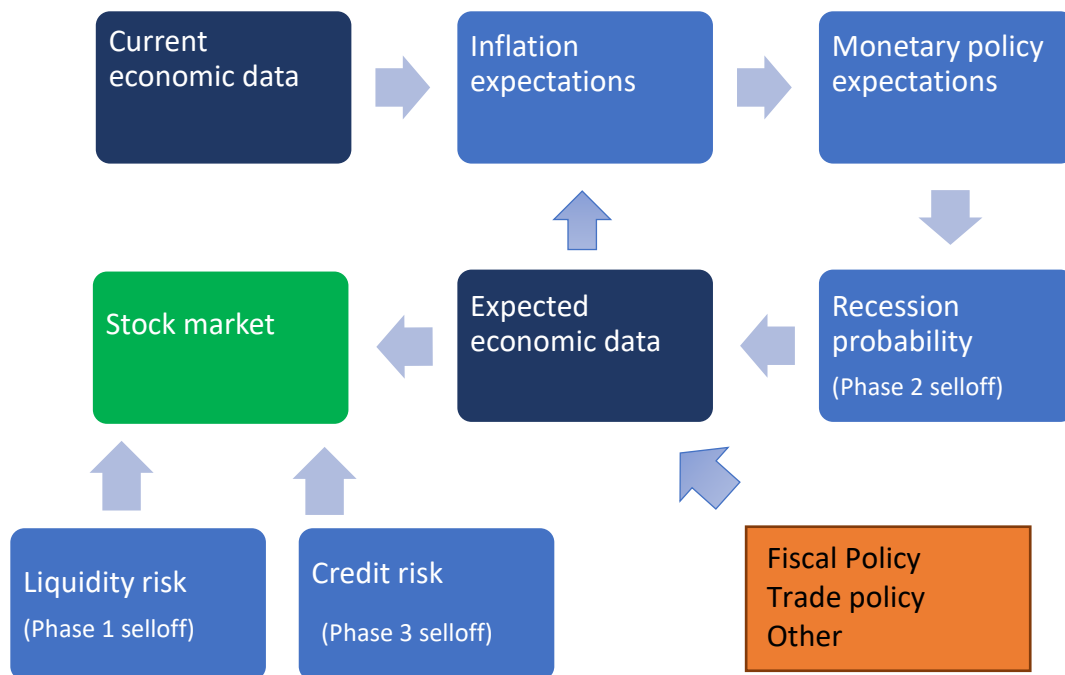 Current
economic data
Inflation
expectations
Monetary policy
expectations
Stock market
Expected
economic data
Recession
probability
(Phase 2 selloff)
Liquidity risk
(Phase 1 selloff)
Credit risk
(Phase 3 selloff)
Fiscal Policy
Trade policy
Other